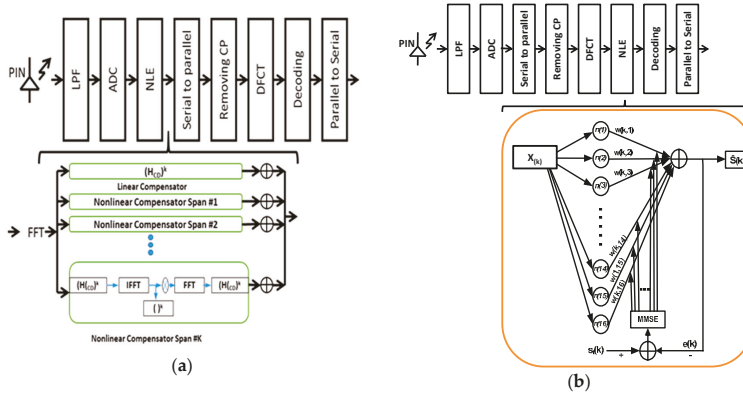 PIN
LPF
ADC
NLE
Serial to parallel
Removing CP
DFCT
Decoding
Parallel to Serial
FFT
(H_CD)^k
Linear Compensator
Nonlinear Compensator Span #1
Nonlinear Compensator Span #2
(H(CD)^k
IFFT
FFT
(H(CD)^k
( )^k
Nonlinear Compensator Span #K
(a)
PIN
LPF
ADC
Serial to parallel
Removing CP
DFCT
NLE
Decoding
Parallel to Serial
X(k)
n(1)
w(k,1)
n(2)
w(k,2)
n(3)
w(k,3)
Ŝ(k)
n(14)
w(k,14)
n(15)
w(1,15)
n(16)
w(k,16)
MMSE
+
e(k)
-
(b)